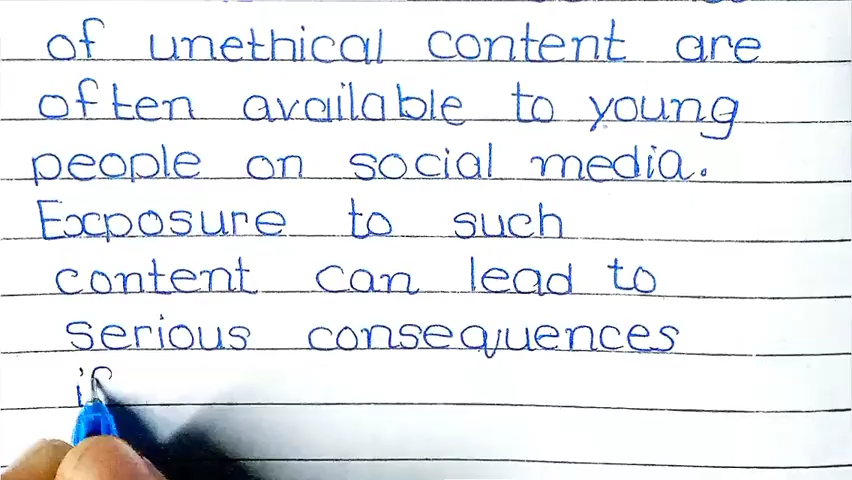 of unethical content are
often available to young
people on social media.
Exposure to such
content can lead to
serious consequences
if